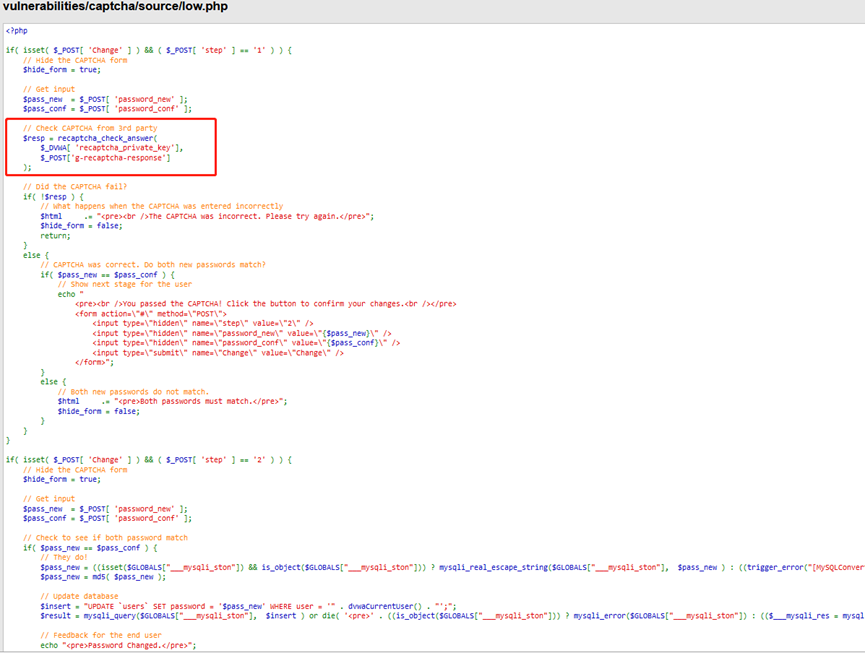 vulnerabilities/captcha/source/low.php
<?php
if( isset( $_POST[ 'Change' ] ) && ( $_POST[ 'step' ] == '1' ) ) {
// Hide the CAPTCHA form
$hide_form = true;
// Get input
$pass_new  = $_POST[ 'password_new' ];
$pass_conf = $_POST[ 'password_conf' ];
// Check CAPTCHA from 3rd party
$resp = recaptcha_check_answer(
$_DVWA[ 'recaptcha_private_key'],
$_POST['g-recaptcha-response']
);
// Did the CAPTCHA fail?
if( !$resp ) {
// What happens when the CAPTCHA was entered incorrectly
$html     .= "<pre><br />The CAPTCHA was incorrect. Please try again.</pre>";
$hide_form = false;
return;
}
else {
// CAPTCHA was correct. Do both new passwords match?
if( $pass_new == $pass_conf ) {
// Show next stage for the user
echo "
<pre><br />You passed the CAPTCHA! Click the button to confirm your changes.<br /></pre>
<form action=\"#\" method=\"POST\">
<input type=\"hidden\" name=\"step\" value=\"2\" />
<input type=\"hidden\" name=\"password_new\" value=\"{$pass_new}\" />
<input type=\"hidden\" name=\"password_conf\" value=\"{$pass_conf}\" />
<input type=\"submit\" name=\"Change\" value=\"Change\" />
</form>";
}
else {
// Both new passwords do not match.
$html     .= "<pre>Both passwords must match.</pre>";
$hide_form = false;
}
}
}
if( isset( $_POST[ 'Change' ] ) && ( $_POST[ 'step' ] == '2' ) ) {
// Hide the CAPTCHA form
$hide_form = true;
// Get input
$pass_new  = $_POST[ 'password_new' ];
$pass_conf = $_POST[ 'password_conf' ];
// Check to see if both password match
if( $pass_new == $pass_conf ) {
// They do!
$pass_new = ((isset($GLOBALS["___mysqli_ston"]) && is_object($GLOBALS["___mysqli_ston"])) ? mysqli_real_escape_string($GLOBALS["___mysqli_ston"],  $pass_new ) : ((trigger_error("[MySQLConver
$pass_new = md5( $pass_new );
// Update database
$insert = "UPDATE `users` SET password = '$pass_new' WHERE user = '" . dvwaCurrentUser() . "';";
$result = mysqli_query($GLOBALS["___mysqli_ston"],  $insert ) or die( '<pre>' . ((is_object($GLOBALS["___mysqli_ston"])) ? mysqli_error($GLOBALS["___mysqli_ston"]) : (($___mysqli_res = mysql
// Feedback for the end user
echo "<pre>Password Changed.</pre>";